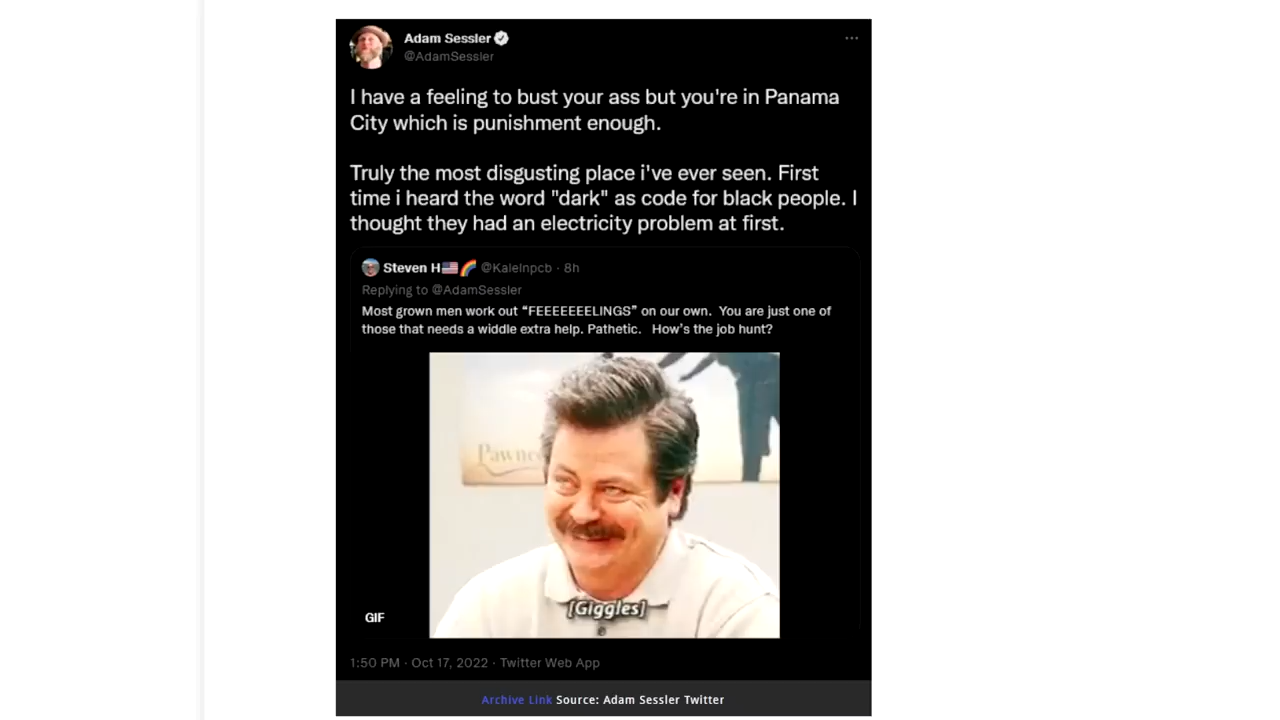 Adam Sessler
@AdamSessler
I have a feeling to bust your ass but you're in Panama
City which is punishment enough.
Truly the most disgusting place i've ever seen. First
time i heard the word "dark" as code for black people. I
thought they had an electricity problem at first.
Steven H🇺🇸🌈 @KaleInpcb · 8h
Replying to @AdamSessler
Most grown men work out “FEEEEEEELINGS” on our own. You are just one of
those that needs a widdle extra help. Pathetic. How’s the job hunt?
Pawnee
[Giggles]
GIF
1:50 PM · Oct 17, 2022 · Twitter Web App
Archive Link Source: Adam Sessler Twitter